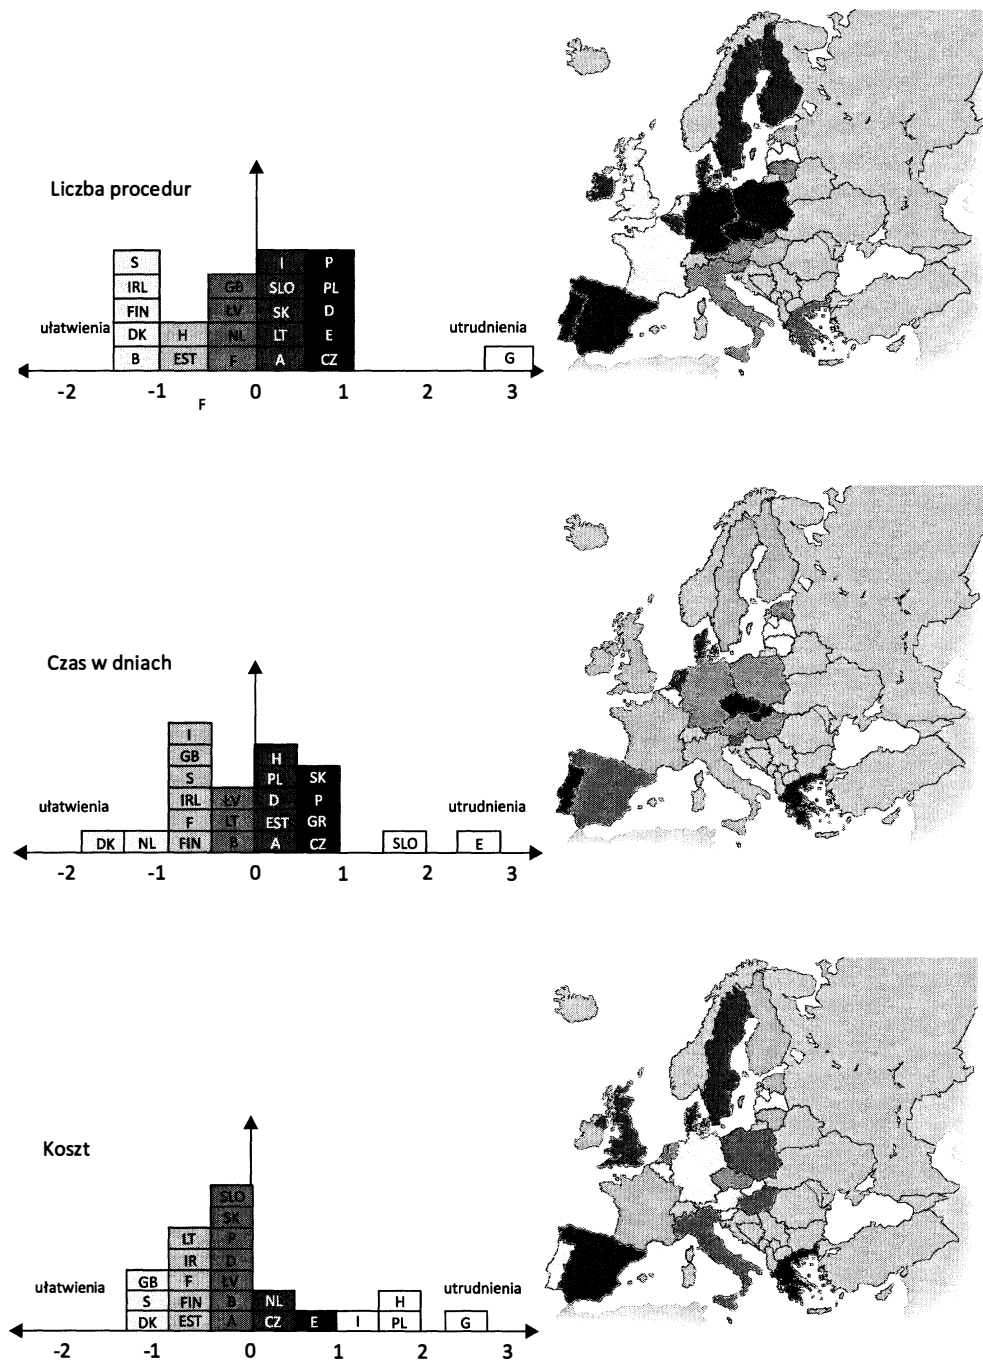 Liczba procedur
S I P
IRL GB SLO PL
FIN ŁV SK D
ułatwienia DK H NL LT E utrudnienia
B EST F A CZ G
-2 -1 0 1 2 3
F
Czas w dniach
I
GB H
S PL SK
ułatwienia IRL ŁV D P utrudnienia
F LT EST GR
DK NL FIN B A CZ SLO E
-2 -1 0 1 2 3
Koszt
SLO
SK
LT P
IR D
ułatwienia GB F ŁV utrudnienia
S FIN B NL H
DK EST A CZ E I PL G
-2 -1 0 1 2 3